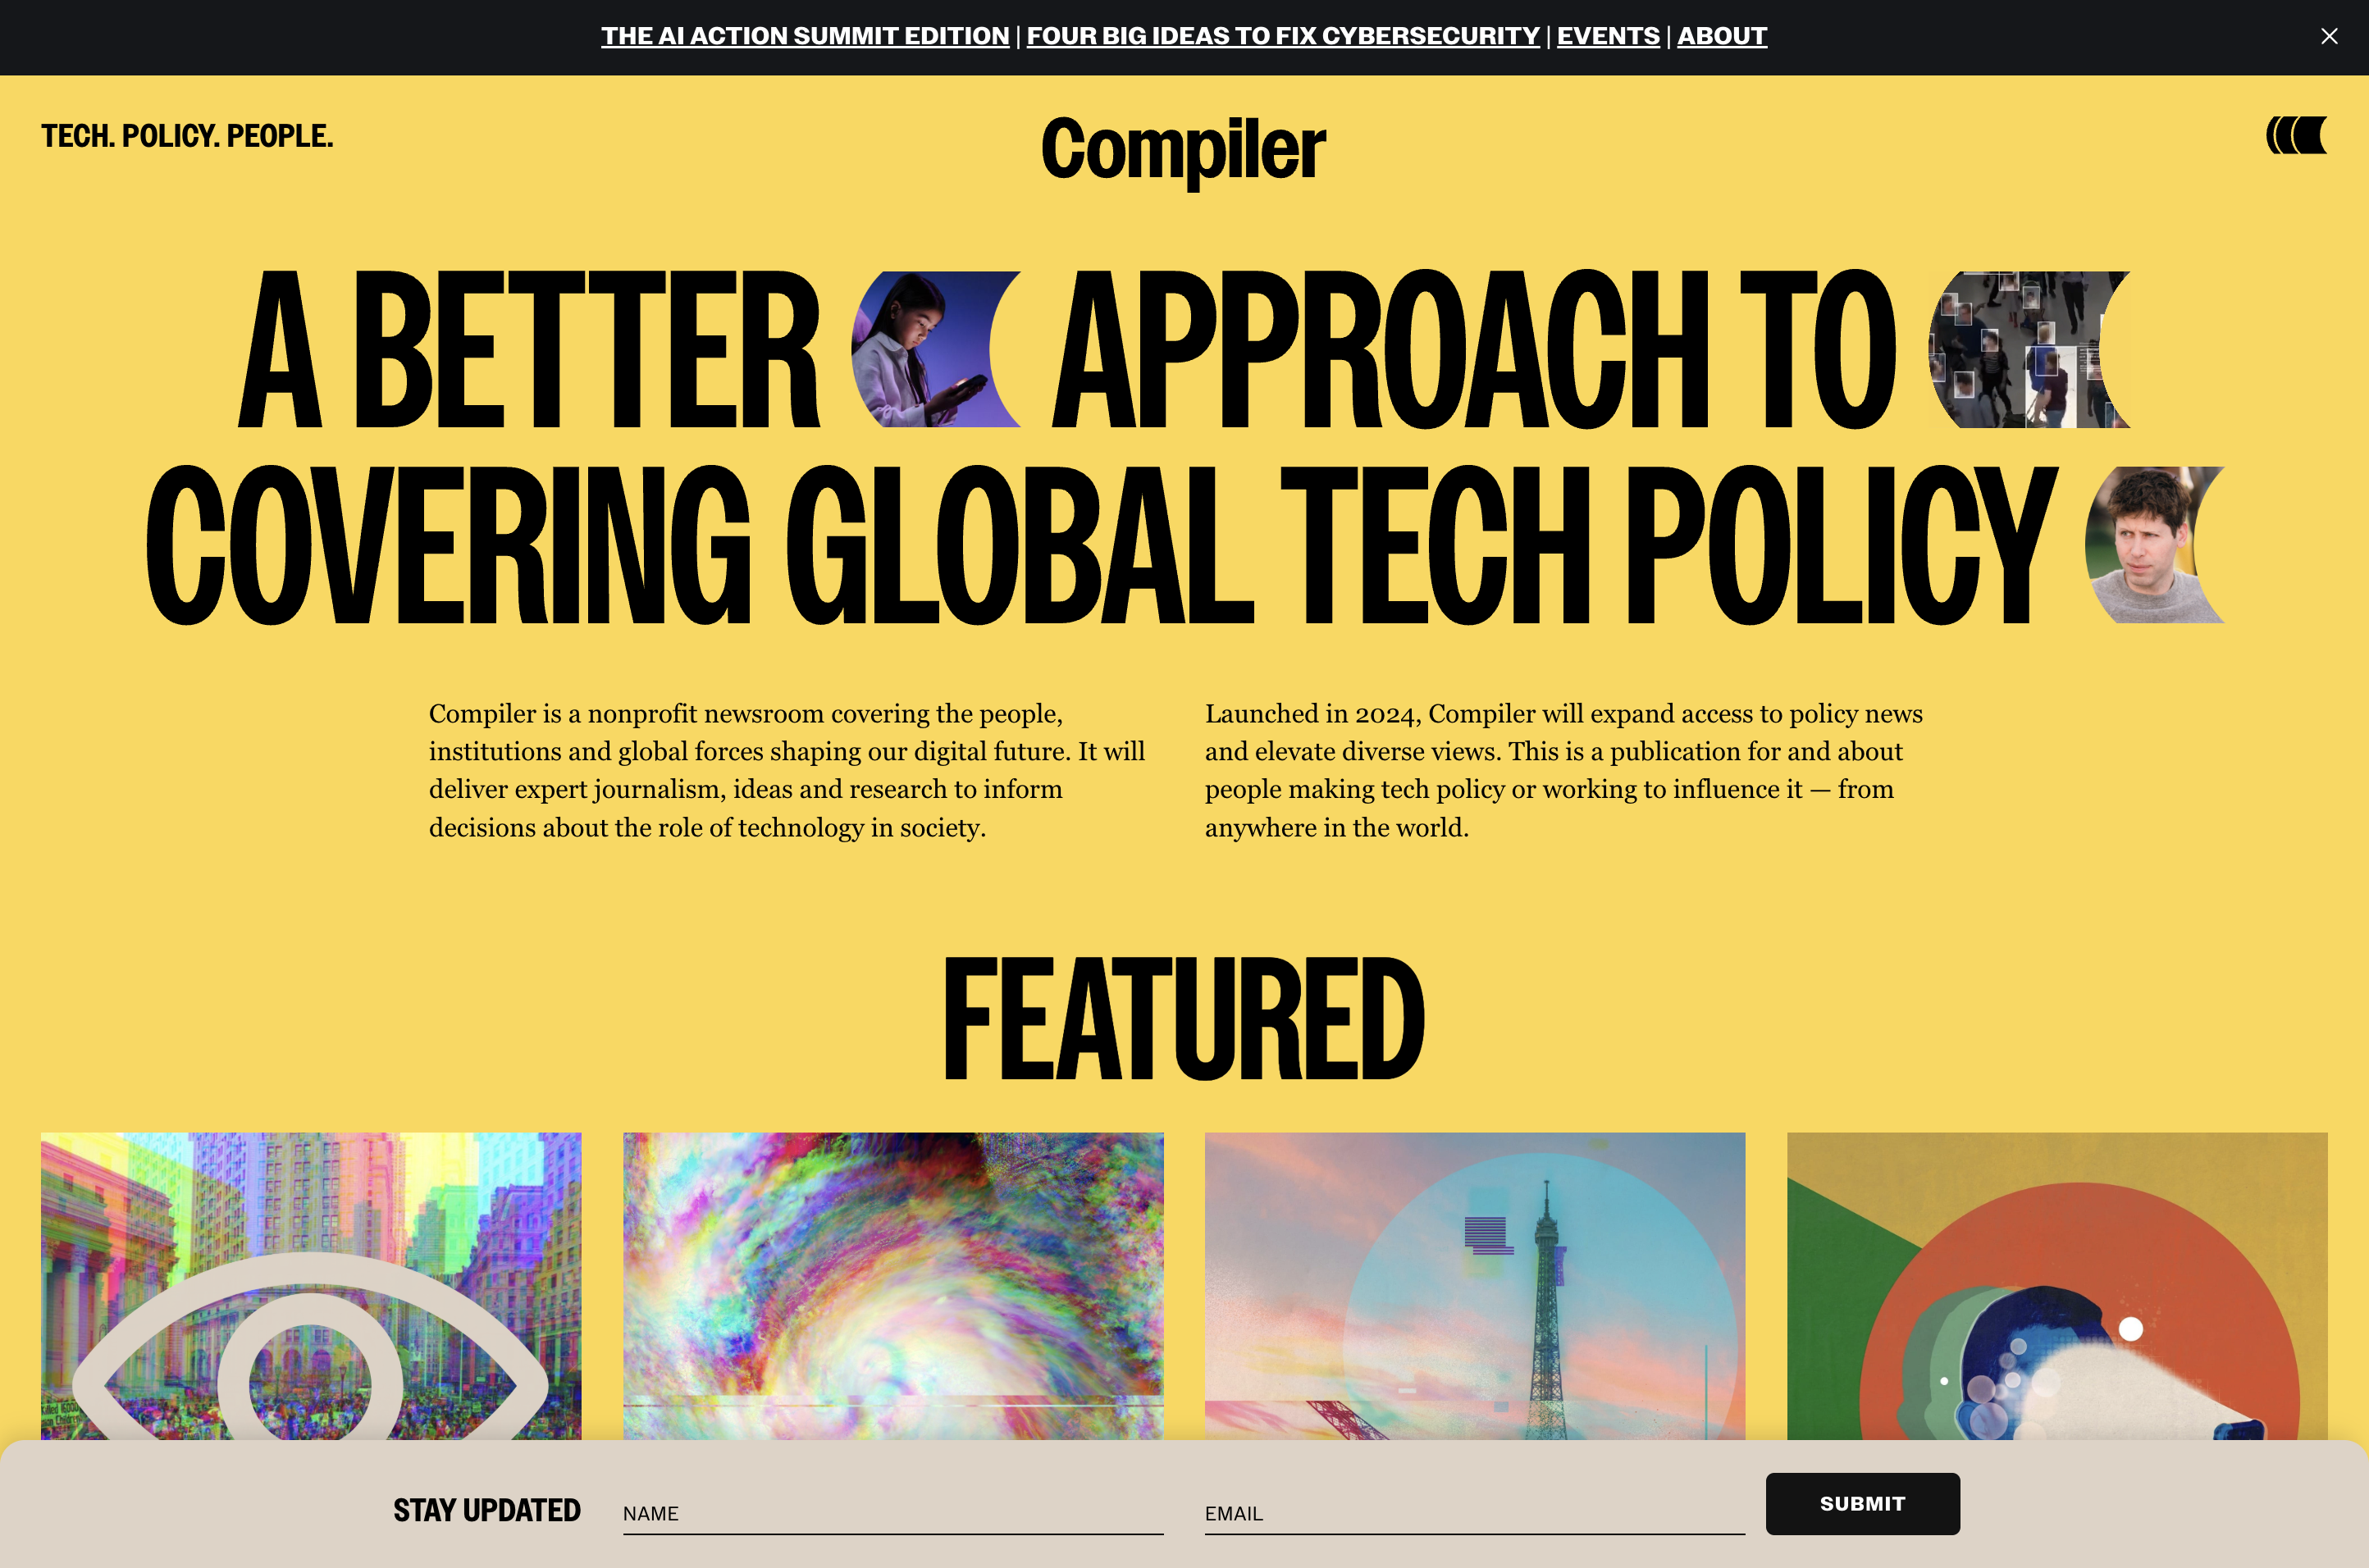 THE AI ACTION SUMMIT EDITION | FOUR BIG IDEAS TO FIX CYBERSECURITY | EVENTS | ABOUT
TECH. POLICY. PEOPLE.
Compiler
A BETTER APPROACH TO
COVERING GLOBAL TECH POLICY
Compiler is a nonprofit newsroom covering the people,
institutions and global forces shaping our digital future. It will
deliver expert journalism, ideas and research to inform
decisions about the role of technology in society.
Launched in 2024, Compiler will expand access to policy news
and elevate diverse views. This is a publication for and about
people making tech policy or working to influence it — from
anywhere in the world.
FEATURED
STAY UPDATED
NAME
EMAIL
SUBMIT